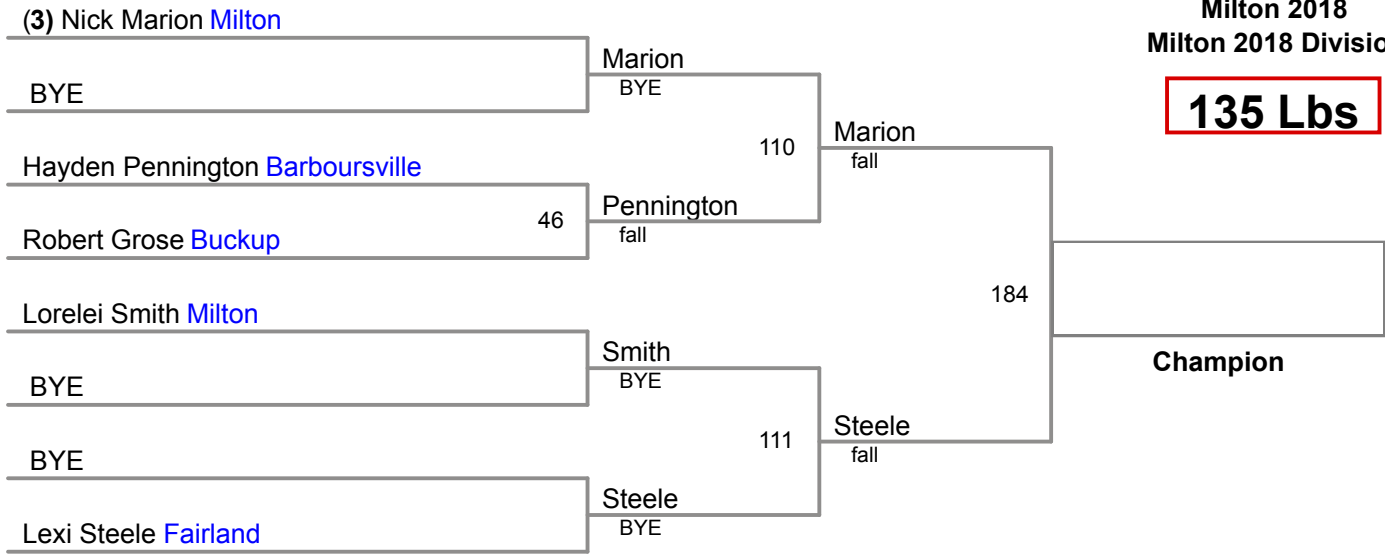 (3) Nick Marion Milton
BYE
Hayden Pennington Barboursville
Robert Grose Buckup
Lorelei Smith Milton
BYE
BYE
Lexi Steele Fairland
Marion
BYE
46
Pennington
fall
Smith
BYE
Steele
BYE
110
Marion
fall
111
Steele
fall
184
Milton 2018
Milton 2018 Divisio
135 Lbs
Champion